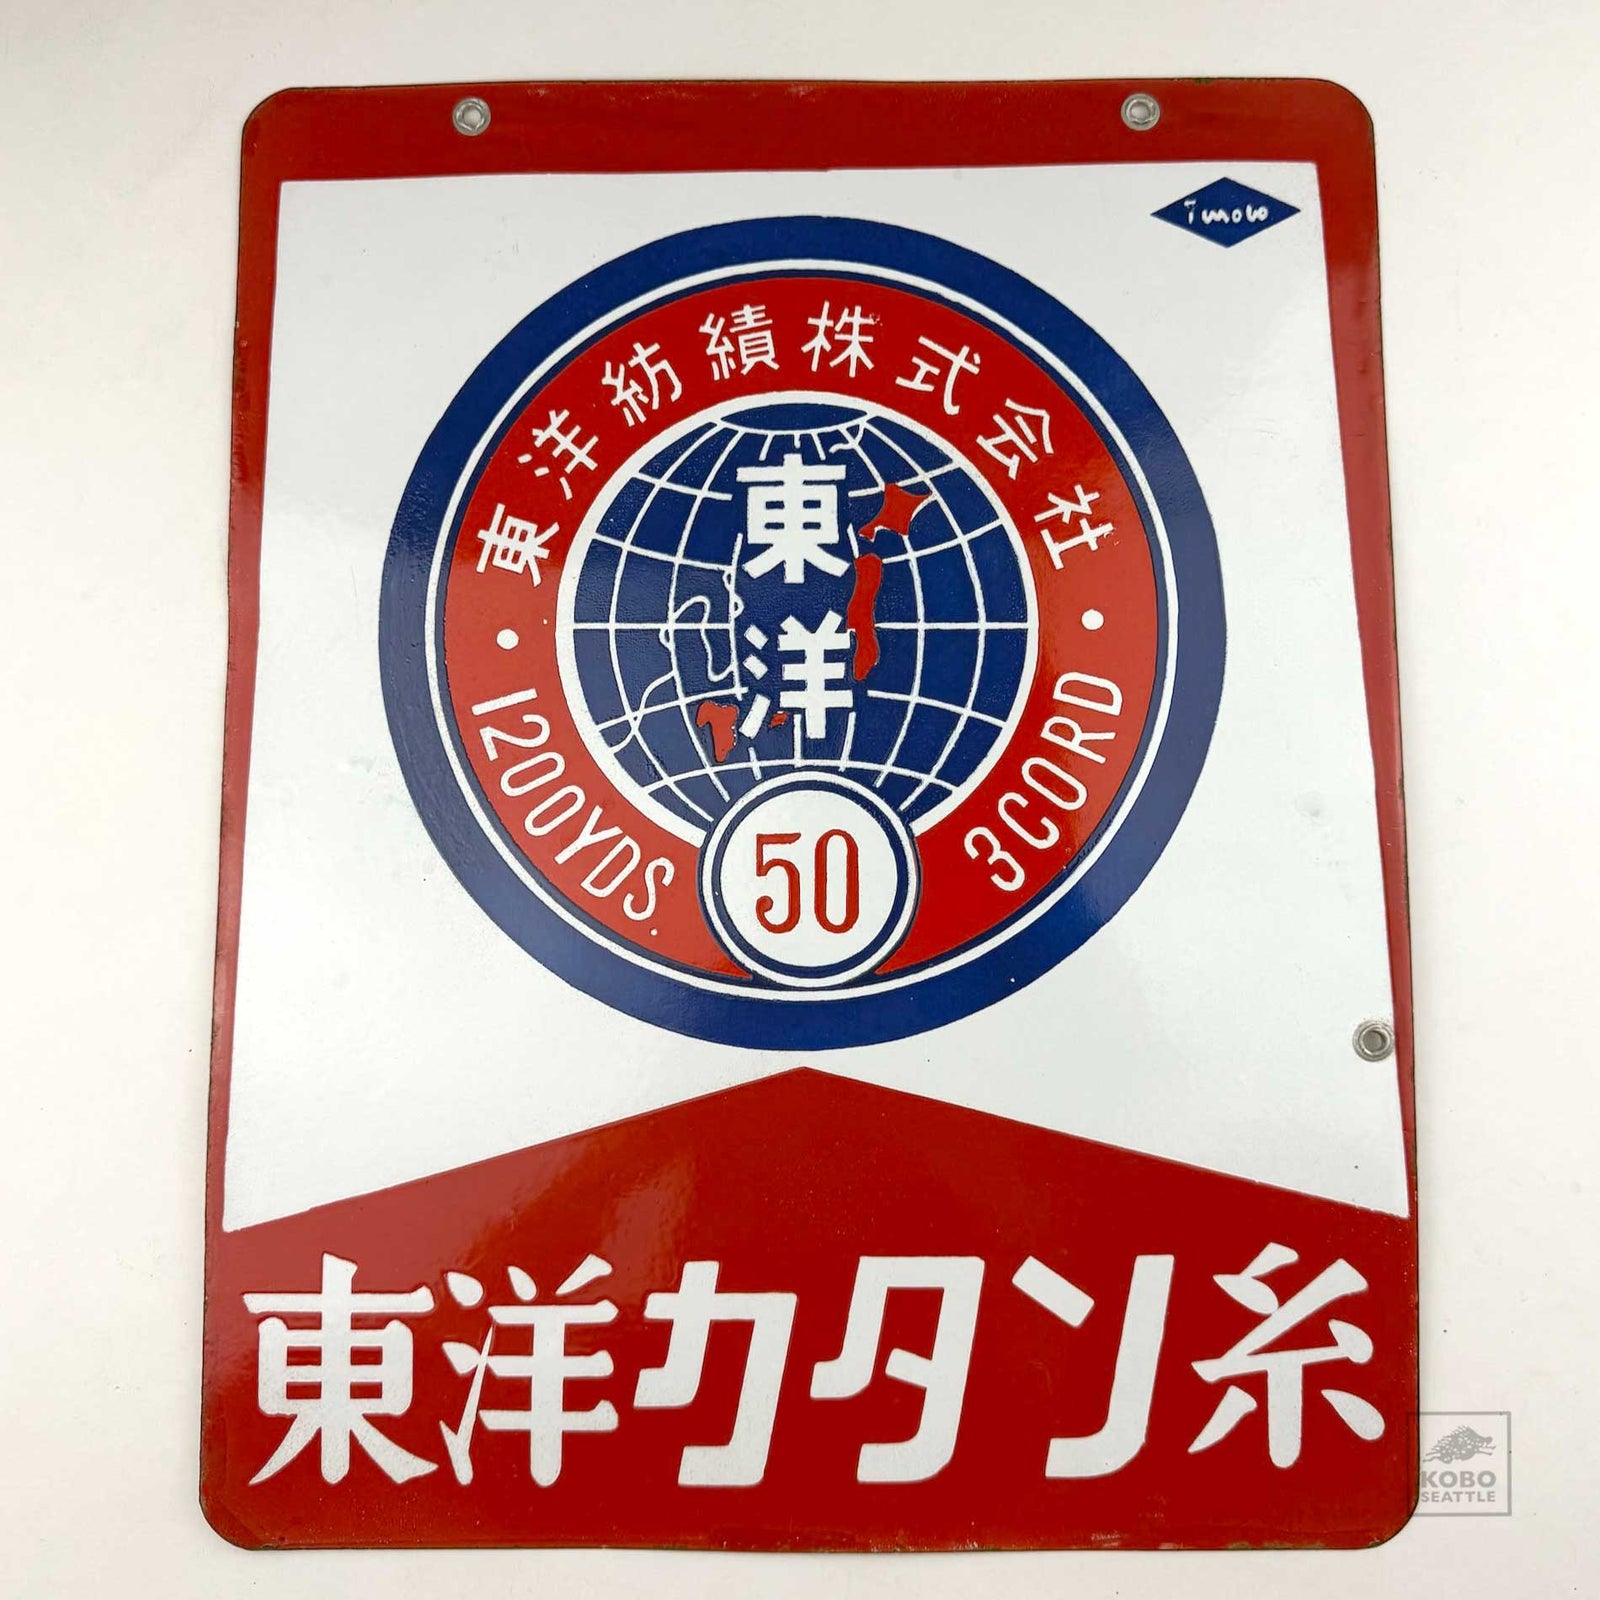 imoto
東洋紡績株式会社
東洋
・1200YDS.
3CORD・
50
東洋カタン糸
KOBO
SEATTLE